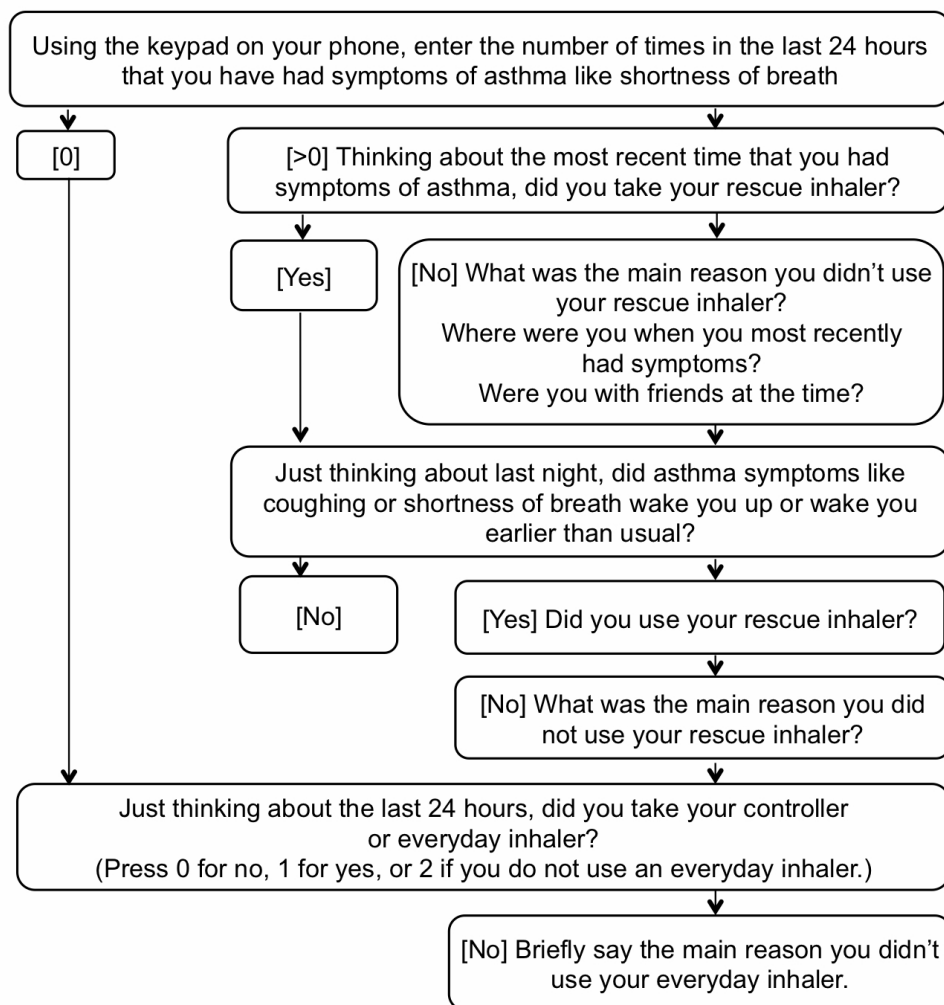 Using the keypad on your phone, enter the number of times in the last 24 hours
that you have had symptoms of asthma like shortness of breath
[0]
[>0] Thinking about the most recent time that you had
symptoms of asthma, did you take your rescue inhaler?
[Yes]
[No] What was the main reason you didn’t use
your rescue inhaler?
Where were you when you most recently
had symptoms?
Were you with friends at the time?
Just thinking about last night, did asthma symptoms like
coughing or shortness of breath wake you up or wake you
earlier than usual?
[No]
[Yes] Did you use your rescue inhaler?
[No] What was the main reason you did
not use your rescue inhaler?
Just thinking about the last 24 hours, did you take your controller
or everyday inhaler?
(Press 0 for no, 1 for yes, or 2 if you do not use an everyday inhaler.)
[No] Briefly say the main reason you didn’t
use your everyday inhaler.